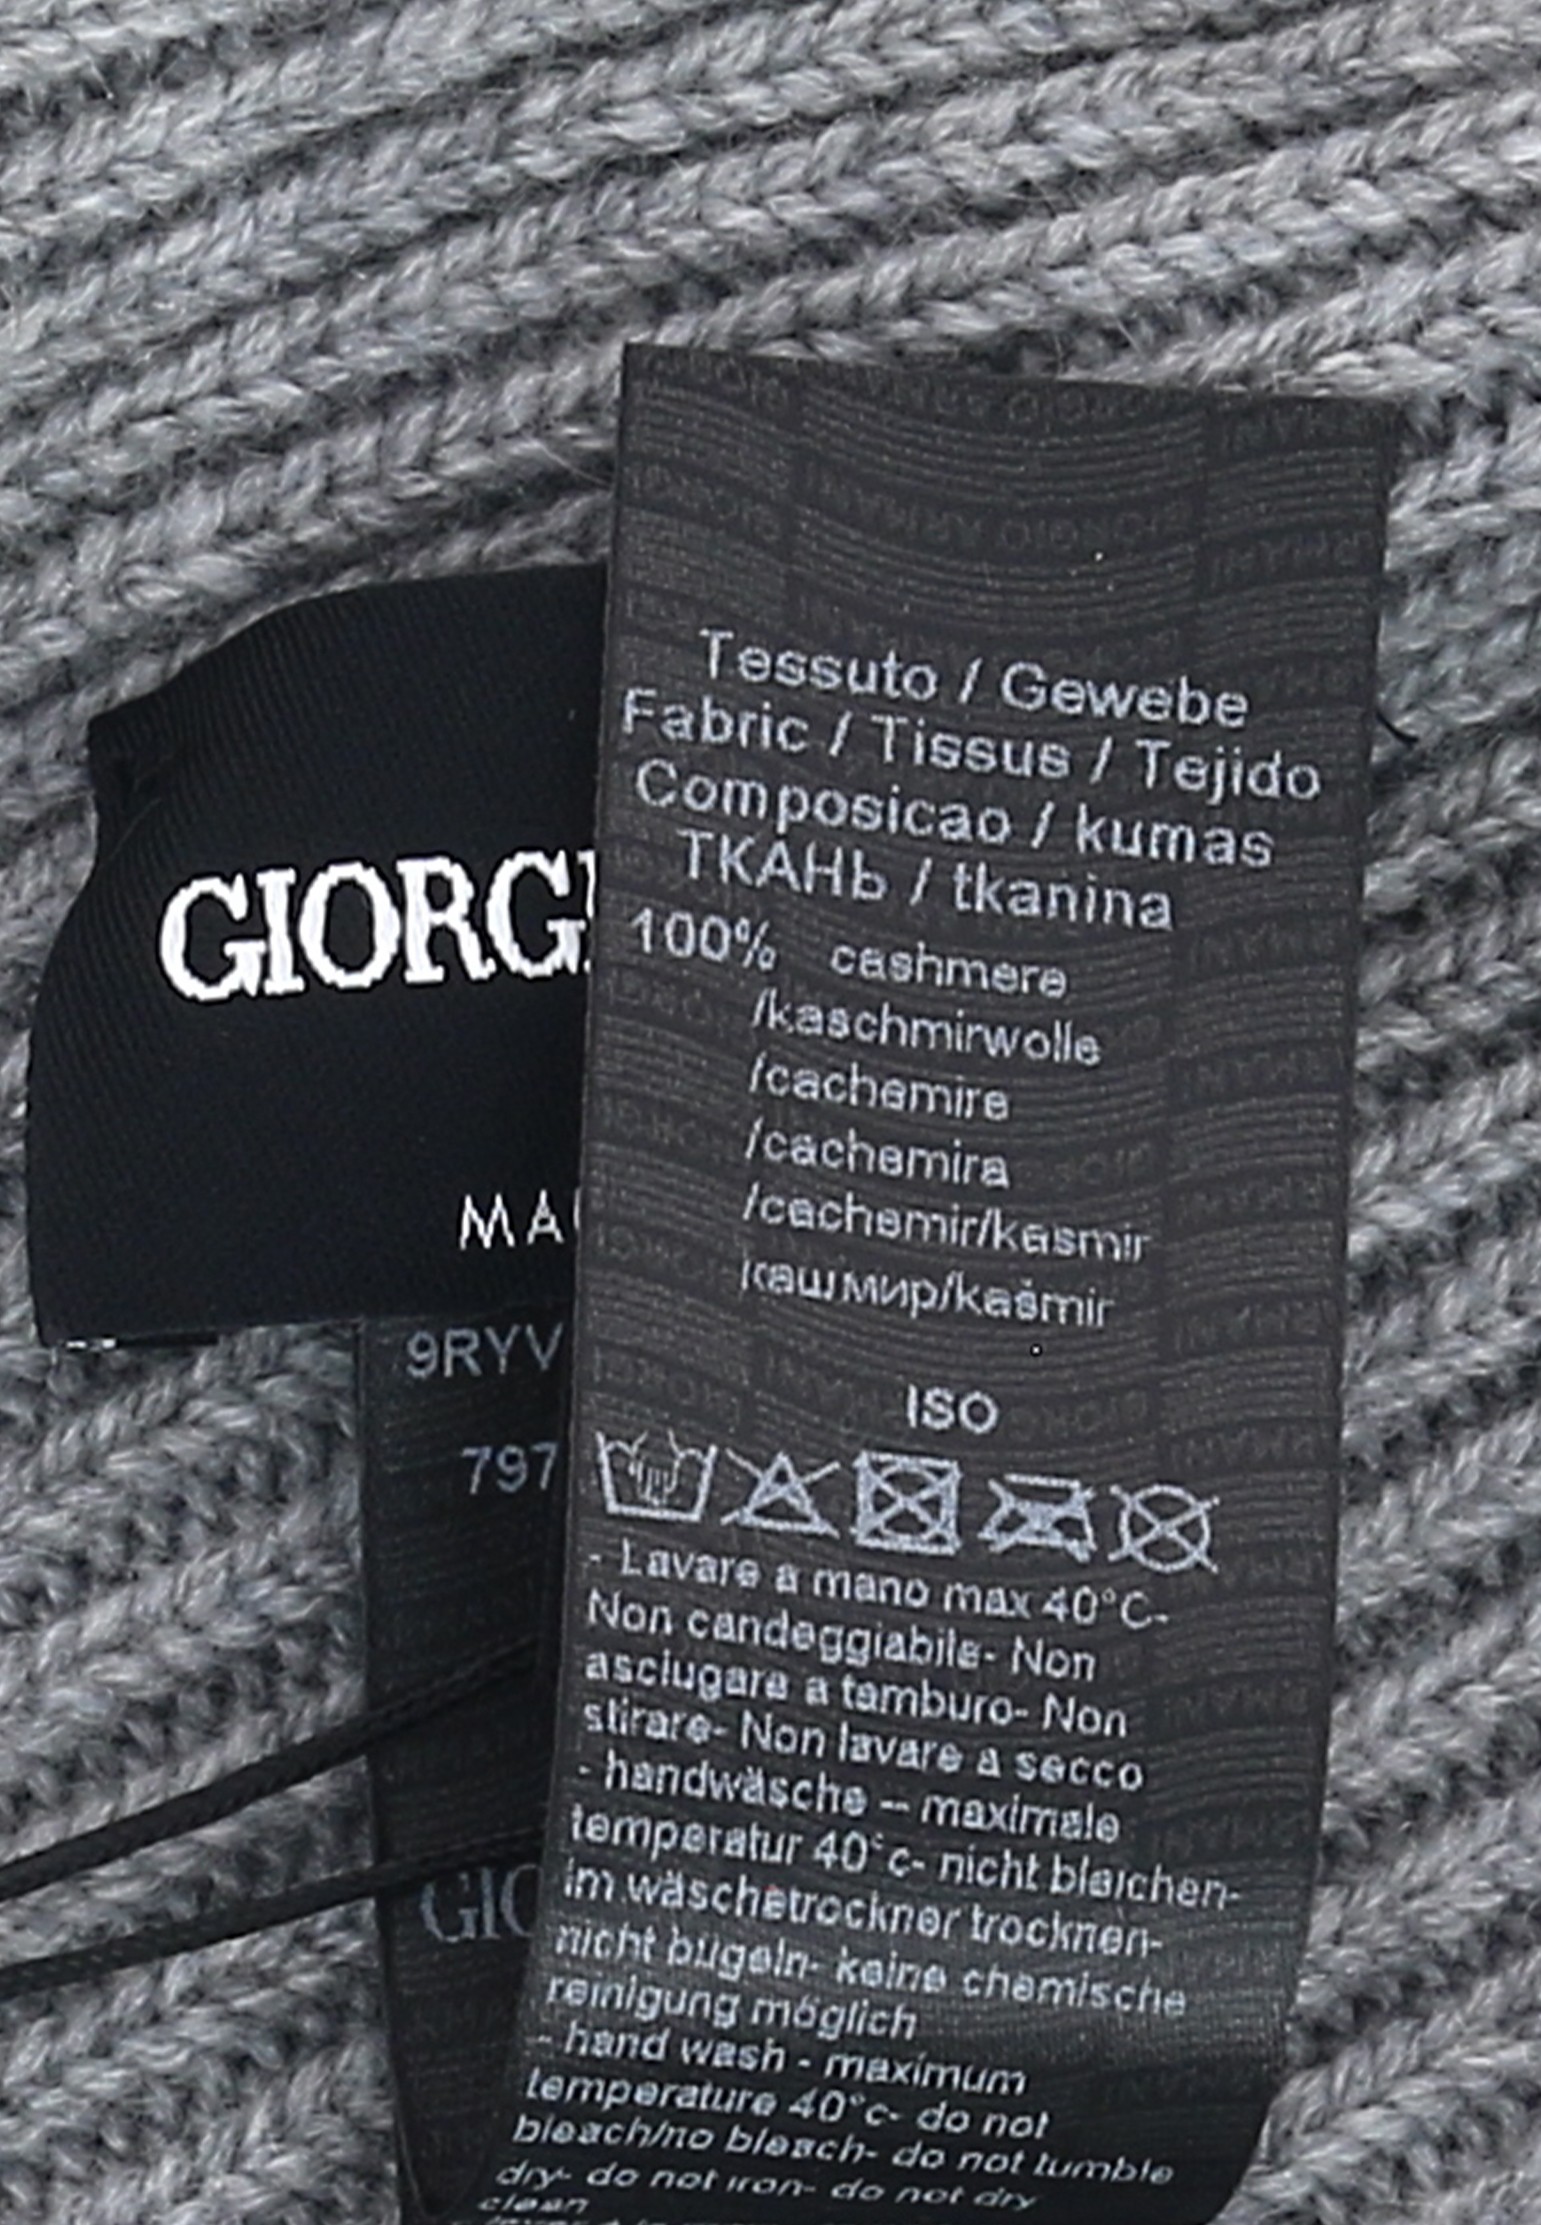 Tessuto / Gewebe
Fabric / Tissus / Tejido
Composicao / kumas
ТКАНЬ / tkanina
100% cashmere
/kaschmirwolle
/cachemire
/cachemira
/cachemir/kasmir
кашмир/kašmir
ISO
- Lavare a mano max 40°C-
Non candeggiabile- Non
asciugare a tamburo- Non
stirare- Non lavare a secco
- handwäsche -- maximale
temperatur 40°c- nicht bleichen-
im wäschetrockner trocknen-
nicht bugeln- keine chemische
reinigung möglich
- hand wash - maximum
temperature 40°c- do not
bleach/no bleach- do not tumble
dry- do not iron- do not dry
clean
GIORGI
MA
9RYV
797
GIO